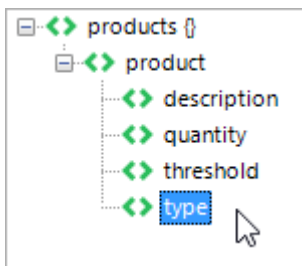 products {}
product
description
quantity
threshold
type